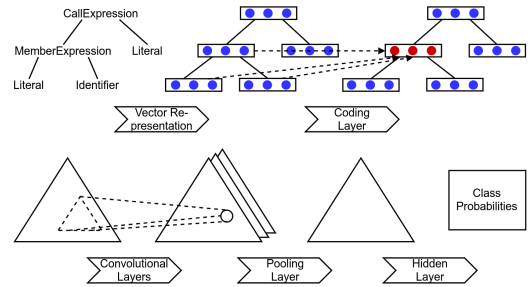 CallExpression
MemberExpression
Literal
Literal
Identifier
Vector Re-
presentation
Coding
Layer
Class
Probabilities
Convolutional
Layers
Pooling
Layer
Hidden
Layer